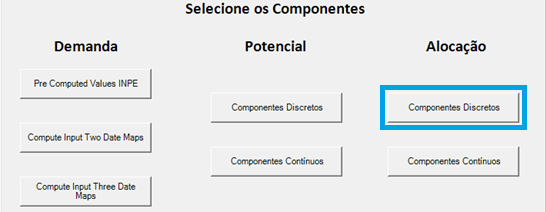 Selecione os Componentes
Demanda
Potencial
Alocação
Pre Computed Values INPE
Componentes Discretos
Componentes Discretos
Compute Input Two Date Maps
Componentes Contínuos
Componentes Contínuos
Compute Input Three Date
Maps